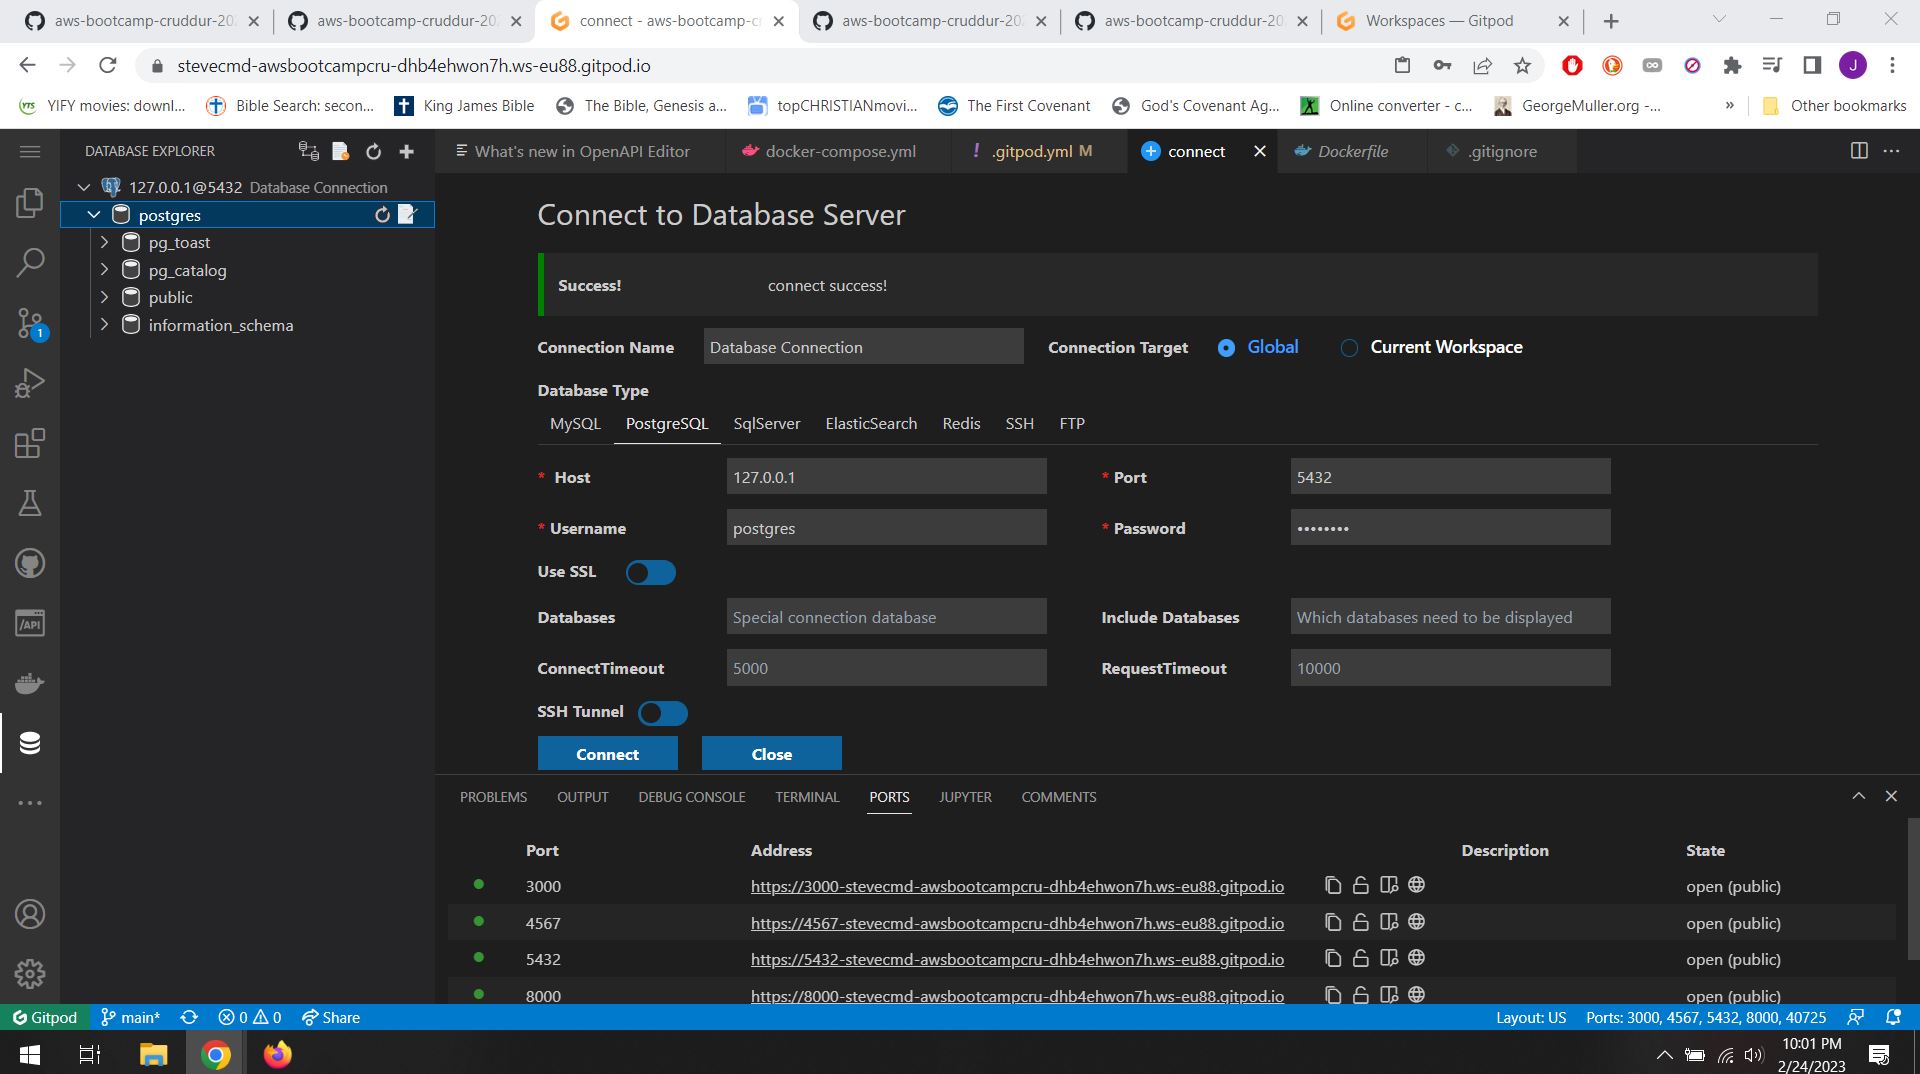 aws-bootcamp-cruddur-20
aws-bootcamp-cruddur-20
connect - aws-bootcamp-c
aws-bootcamp-cruddur-20
aws-bootcamp-cruddur-20
Workspaces — Gitpod
stevecmd-awsbootcampcru-dhb4ehwon7h.ws-eu88.gitpod.io
J
YTS YIFY movies: downl...
Bible Search: secon...
King James Bible
The Bible, Genesis a...
topCHRISTIANmovi...
The First Covenant
God's Covenant Ag...
Online converter - c...
GeorgeMuller.org -...
»
Other bookmarks
DATABASE EXPLORER
What's new in OpenAPI Editor
docker-compose.yml
! .gitpod.yml M
connect
Dockerfile
.gitignore
127.0.0.1@5432 Database Connection
postgres
pg_toast
pg_catalog
public
information_schema
1
/API
Connect to Database Server
Success! connect success!
Connection Name Database Connection Connection Target Global Current Workspace
Database Type
MySQL PostgreSQL SqlServer ElasticSearch Redis SSH FTP
* Host 127.0.0.1 * Port 5432
* Username postgres * Password ••••••••
Use SSL
Databases Special connection database Include Databases Which databases need to be displayed
ConnectTimeout 5000 RequestTimeout 10000
SSH Tunnel
Connect Close
PROBLEMS OUTPUT DEBUG CONSOLE TERMINAL PORTS JUPYTER COMMENTS
Port Address Description State
3000 https://3000-stevecmd-awsbootcampcru-dhb4ehwon7h.ws-eu88.gitpod.io open (public)
4567 https://4567-stevecmd-awsbootcampcru-dhb4ehwon7h.ws-eu88.gitpod.io open (public)
5432 https://5432-stevecmd-awsbootcampcru-dhb4ehwon7h.ws-eu88.gitpod.io open (public)
8000 https://8000-stevecmd-awsbootcampcru-dhb4ehwon7h.ws-eu88.gitpod.io open (public)
Gitpod main* 0 0 Share Layout: US Ports: 3000, 4567, 5432, 8000, 40725
10:01 PM
2/24/2023